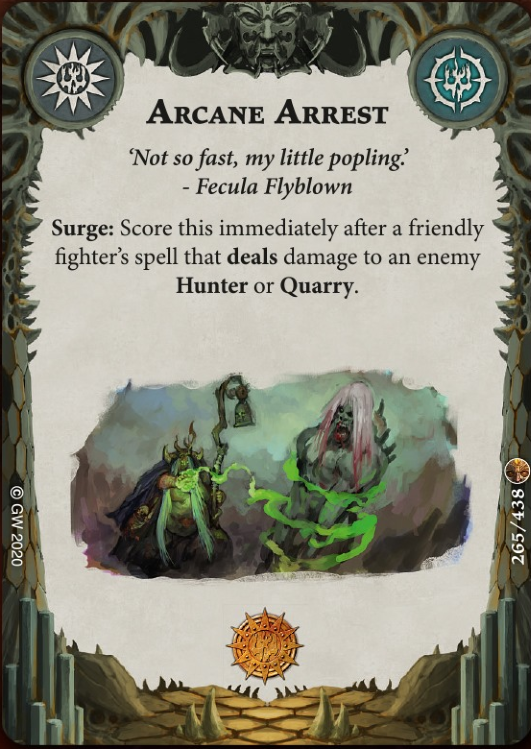 Arcane Arrest
‘Not so fast, my little popling.’
- Fecula Flyblown
Surge: Score this immediately after a friendly
fighter’s spell that deals damage to an enemy
Hunter or Quarry.
© GW 2020
265/438